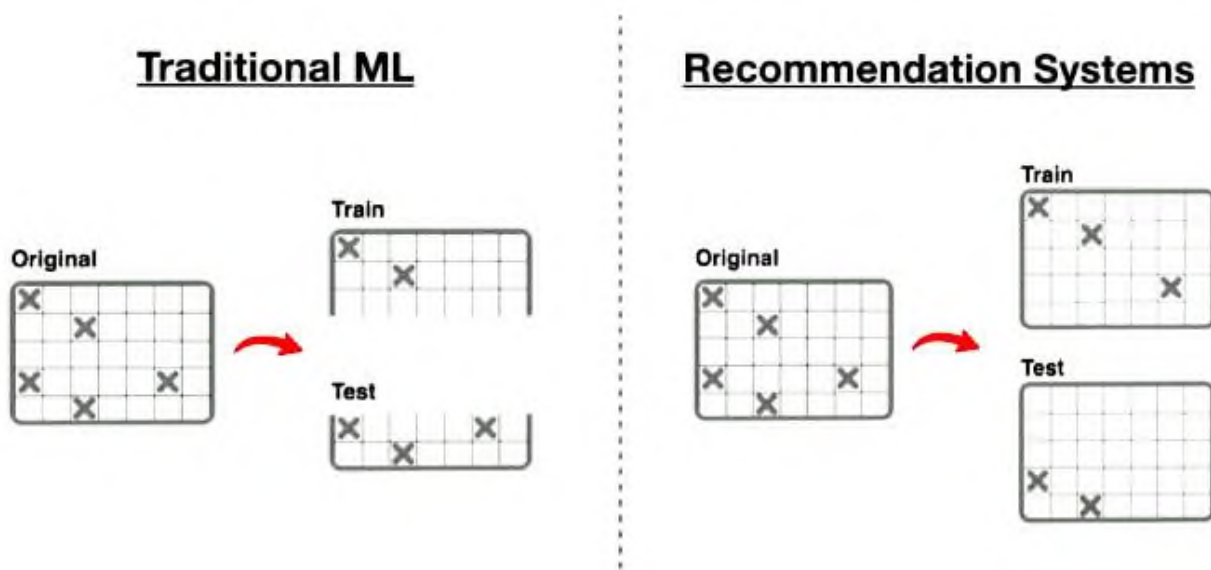 Traditional ML
Original
Train
Test
Recommendation Systems
Original
Train
Test